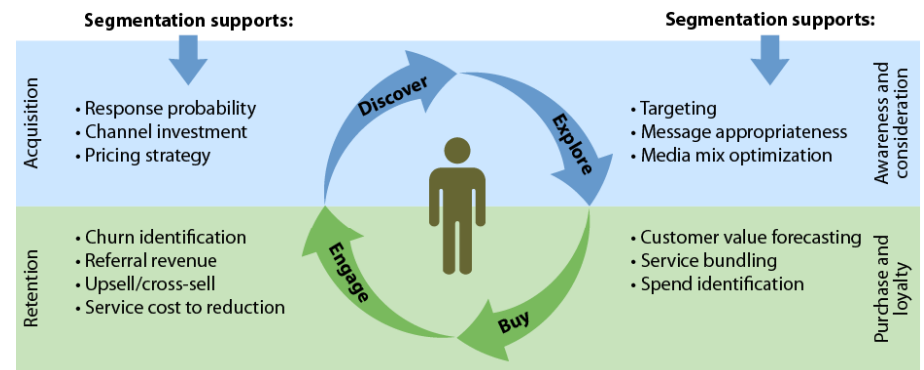 Segmentation supports:
Segmentation supports:
Acquisition
• Response probability
• Channel investment
• Pricing strategy
Discover
Explore
• Targeting
• Message appropriateness
• Media mix optimization
Awareness and
consideration
Retention
• Churn identification
• Referral revenue
• Upsell/cross-sell
• Service cost to reduction
Engage
Buy
• Customer value forecasting
• Service bundling
• Spend identification
Purchase and
loyalty